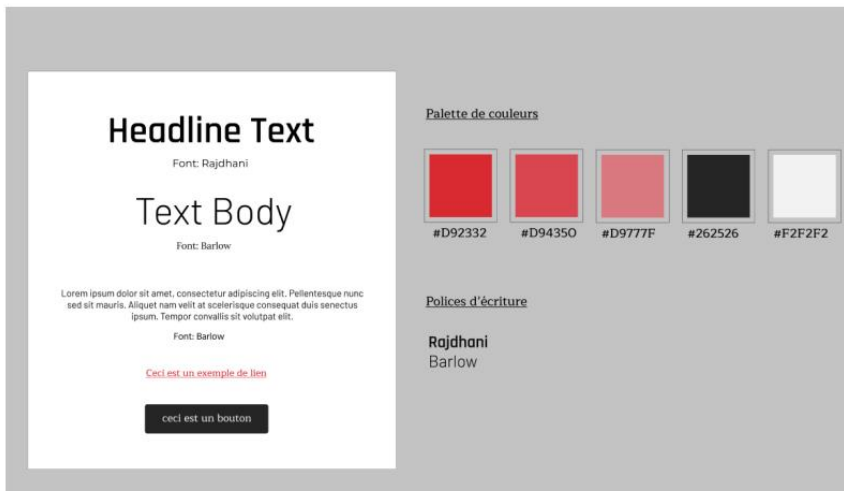 Headline Text
Font: Rajdhani
Text Body
Font: Barlow
Lorem ipsum dolor sit amet, consectetur adipiscing elit. Pellentesque nunc
sed sit mauris. Aliquet nam velit at scelerisque consequat duis senectus
ipsum. Tempor convallis sit volutpat elit.
Font: Barlow
Ceci est un exemple de lien
ceci est un bouton
Palette de couleurs
#D92332 #D94350 #D9777F #262526 #F2F2F2
Polices d'écriture
Rajdhani
Barlow